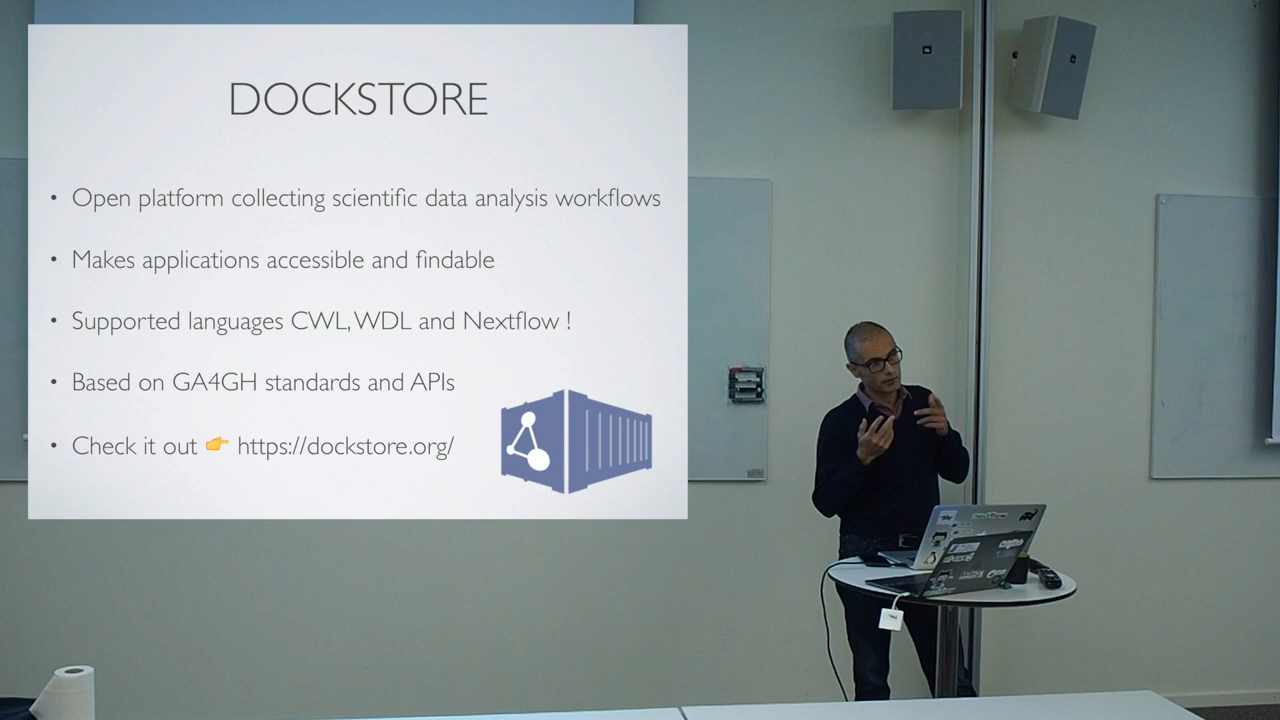 DOCKSTORE
• Open platform collecting scientific data analysis workflows
• Makes applications accessible and findable
• Supported languages CWL, WDL and Nextflow !
• Based on GA4GH standards and APIs
• Check it out 👉 https://dockstore.org/
nextflow